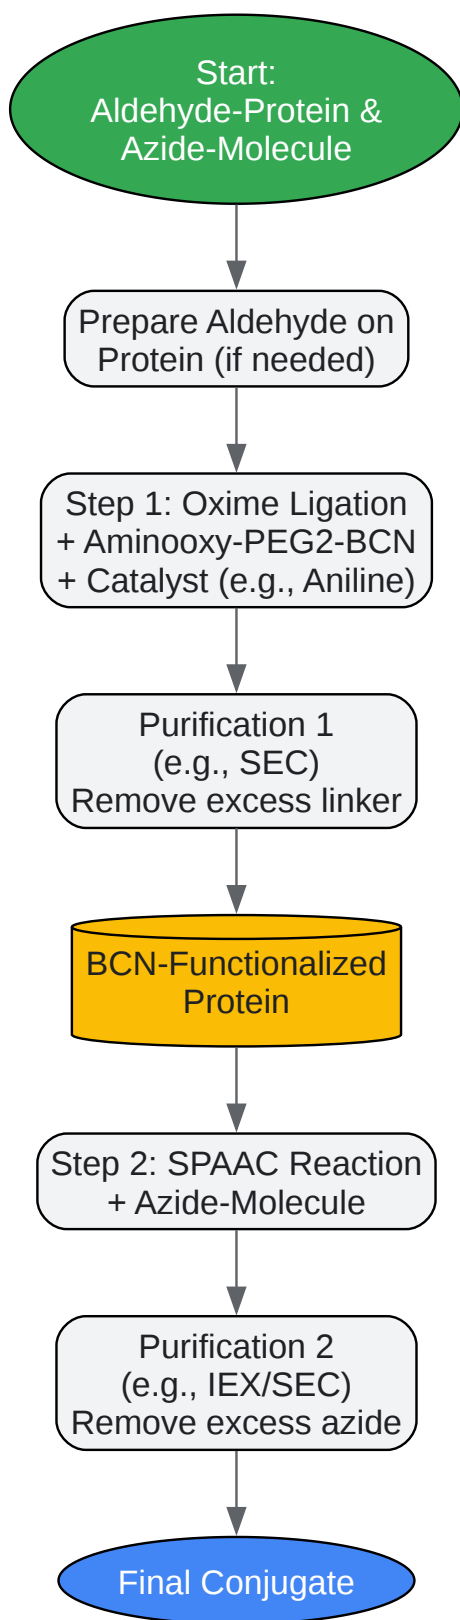 Start:
Aldehyde-Protein &
Azide-Molecule
Prepare Aldehyde on
Protein (if needed)
Step 1: Oxime Ligation
+ Aminooxy-PEG2-BCN
+ Catalyst (e.g., Aniline)
Purification 1
(e.g., SEC)
Remove excess linker
BCN-Functionalized
Protein
Step 2: SPAAC Reaction
+ Azide-Molecule
Purification 2
(e.g., IEX/SEC)
Remove excess azide
Final Conjugate